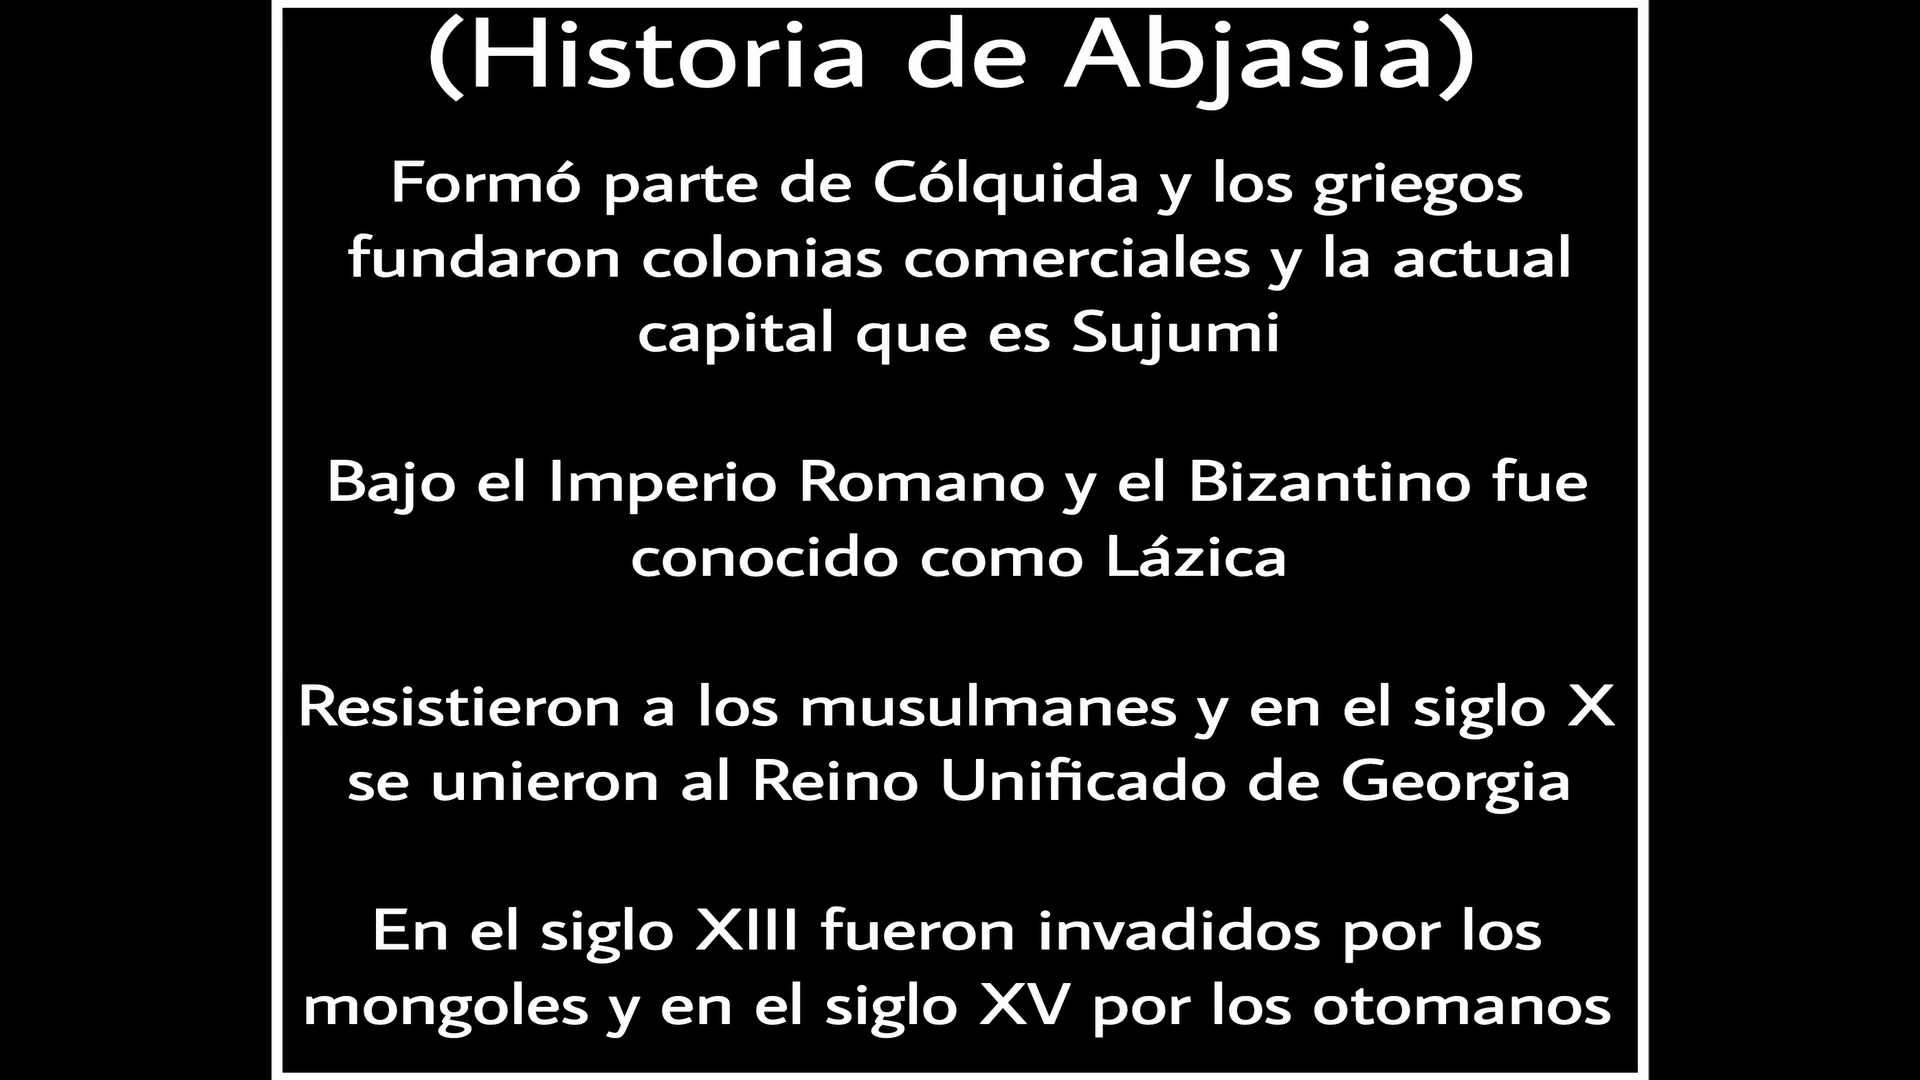 (Historia de Abjasia)
Formó parte de Cólquida y los griegos
fundaron colonias comerciales y la actual
capital que es Sujumi
Bajo el Imperio Romano y el Bizantino fue
conocido como Lázica
Resistieron a los musulmanes y en el siglo X
se unieron al Reino Unificado de Georgia
En el siglo XIII fueron invadidos por los
mongoles y en el siglo XV por los otomanos